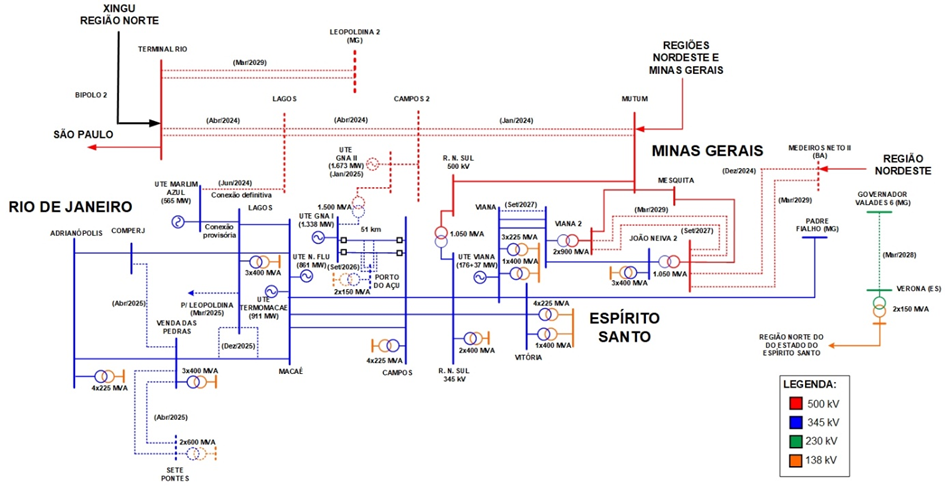 XINGU
REGIÃO NORTE
LEOPOLDINA 2
(MG)
TERMINAL RIO
(Mar/2029)
REGIÕES
NORDESTE E
MINAS GERAIS
BIPOLO 2
LAGOS
CAMPOS 2
MUTUM
(Abr/2024)
(Abr/2024)
(Jan/2024)
SÃO PAULO
UTE
GNA II
(1.673 MW)
(Jan/2025)
R. N. SUL
500 kV
MINAS GERAIS
MEDEIROS NETO II
(BA)
REGIÃO
NORDESTE
(Dez/2024)
UTE MARLIM
AZUL
(565 MW)
(Jun/2024)
Conexão definitiva
MESQUITA
GOVERNADOR
VALADES 6 (MG)
RIO DE JANEIRO
LAGOS
1.500 MVA
VIANA
(Set/2027)
(Mar/2029)
PADRE
FIALHO (MG)
Conexão
provisória
UTE GNA I
(1.338 MW)
51 km
VIANA 2
(Set/2027)
ADRIANÓPOLIS
COMPERJ
1.050 MVA
3x225 MVA
1x400 MVA
2x900 MVA
JOÃO NEIVA 2
(Mar/2028)
UTE N. FLU
(861 MW)
3x400 MVA
(Set/2026)
PORTO
DO AÇU
UTE VIANA
(176+37 MW)
3x400 MVA
1.050 MVA
VERONA (ES)
(Abr/2025)
P/ LEOPOLDINA
(Mar/2025)
UTE
TERMOMACAE
(911 MW)
2x150 MVA
4x225 MVA
2x150 MVA
VENDA DAS
PEDRAS
(Dez/2025)
ESPÍRITO
SANTO
REGIÃO NORTE DO
DO ESTADO DO
ESPÍRITO SANTO
4x225 MVA
3x400 MVA
MACAÉ
4x225 MVA
CAMPOS
2x400 MVA
R. N. SUL
345 kV
1x400 MVA
VITÓRIA
LEGENDA:
500 kV
345 kV
230 kV
138 kV
(Abr/2025)
2x600 MVA
SETE
PONTES